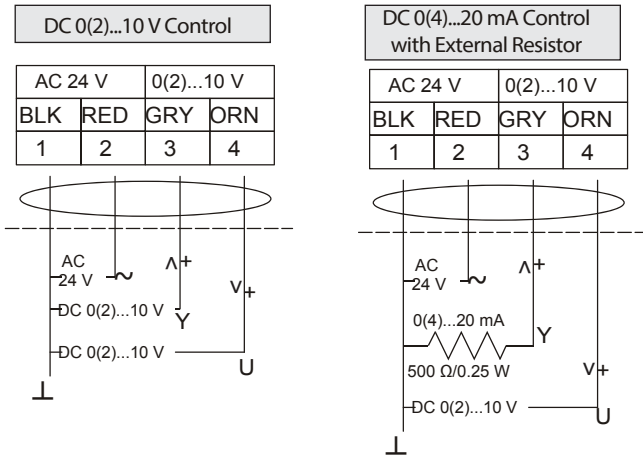 DC 0(2)...10 V Control
AC 24 V 0(2)...10 V
BLK RED GRY ORN
1 2 3 4
AC
24 V ~ +
DC 0(2)...10 V Y
+
DC 0(2)...10 V
U
⊥
DC 0(4)...20 mA Control
with External Resistor
AC 24 V 0(2)...10 V
BLK RED GRY ORN
1 2 3 4
AC
24 V ~ +
0(4)...20 mA
Y
500 Ω/0.25 W
+
DC 0(2)...10 V
U
⊥